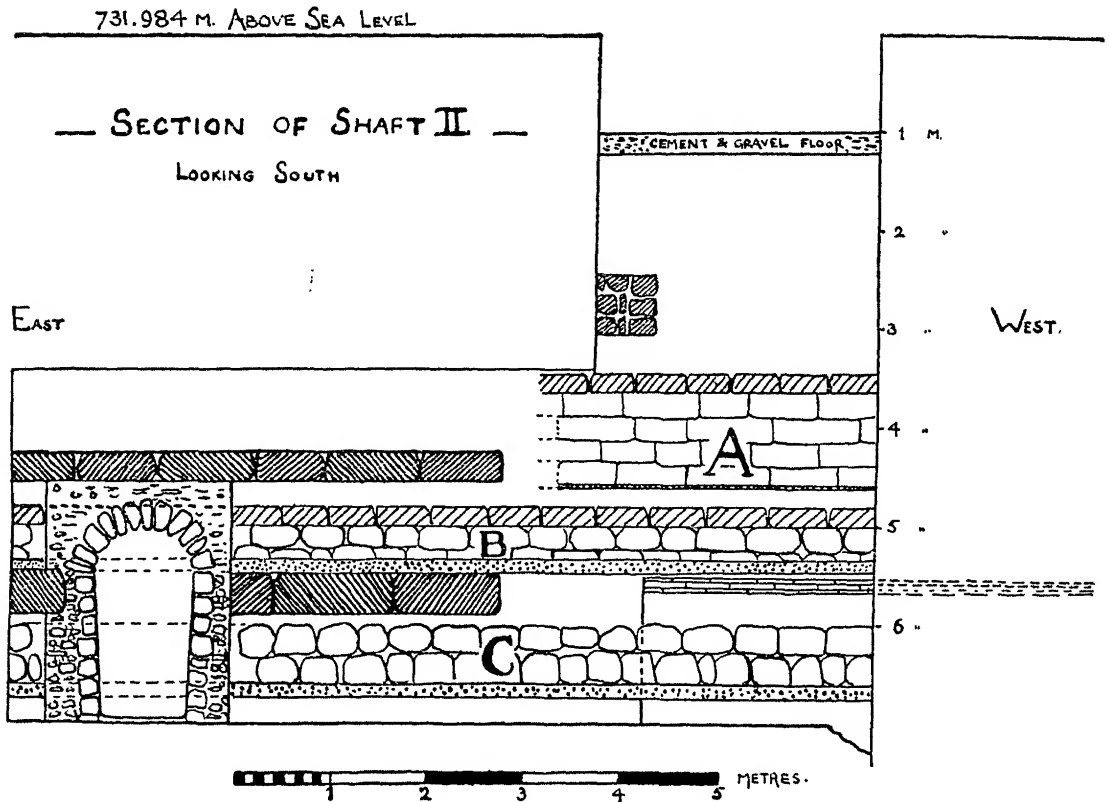 731.984 M. ABOVE SEA LEVEL
— SECTION OF SHAFT II —
LOOKING SOUTH
CEMENT & GRAVEL FLOOR
1 M.
2 "
EAST
3 "
WEST.
4 "
A
5 "
B
6 "
C
1 2 3 4 5 METRES.